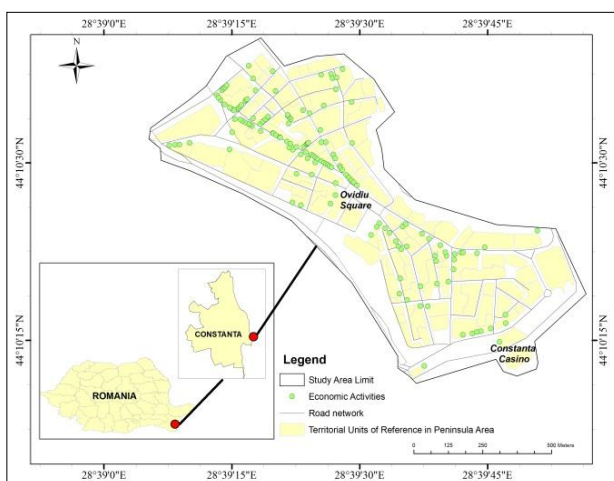 28°39'0"E 28°39'15"E 28°39'30"E 28°39'45"E
N
44°10'30"N
44°10'30"N
Ovidiu
Square
CONSTANTA
44°10'15"N
44°10'15"N
Constanta
Casino
ROMANIA
Legend
Study Area Limit
Economic Activities
Road network
Territorial Units of Reference in Peninsula Area
0 125 250 500 Meters
28°39'0"E 28°39'15"E 28°39'30"E 28°39'45"E